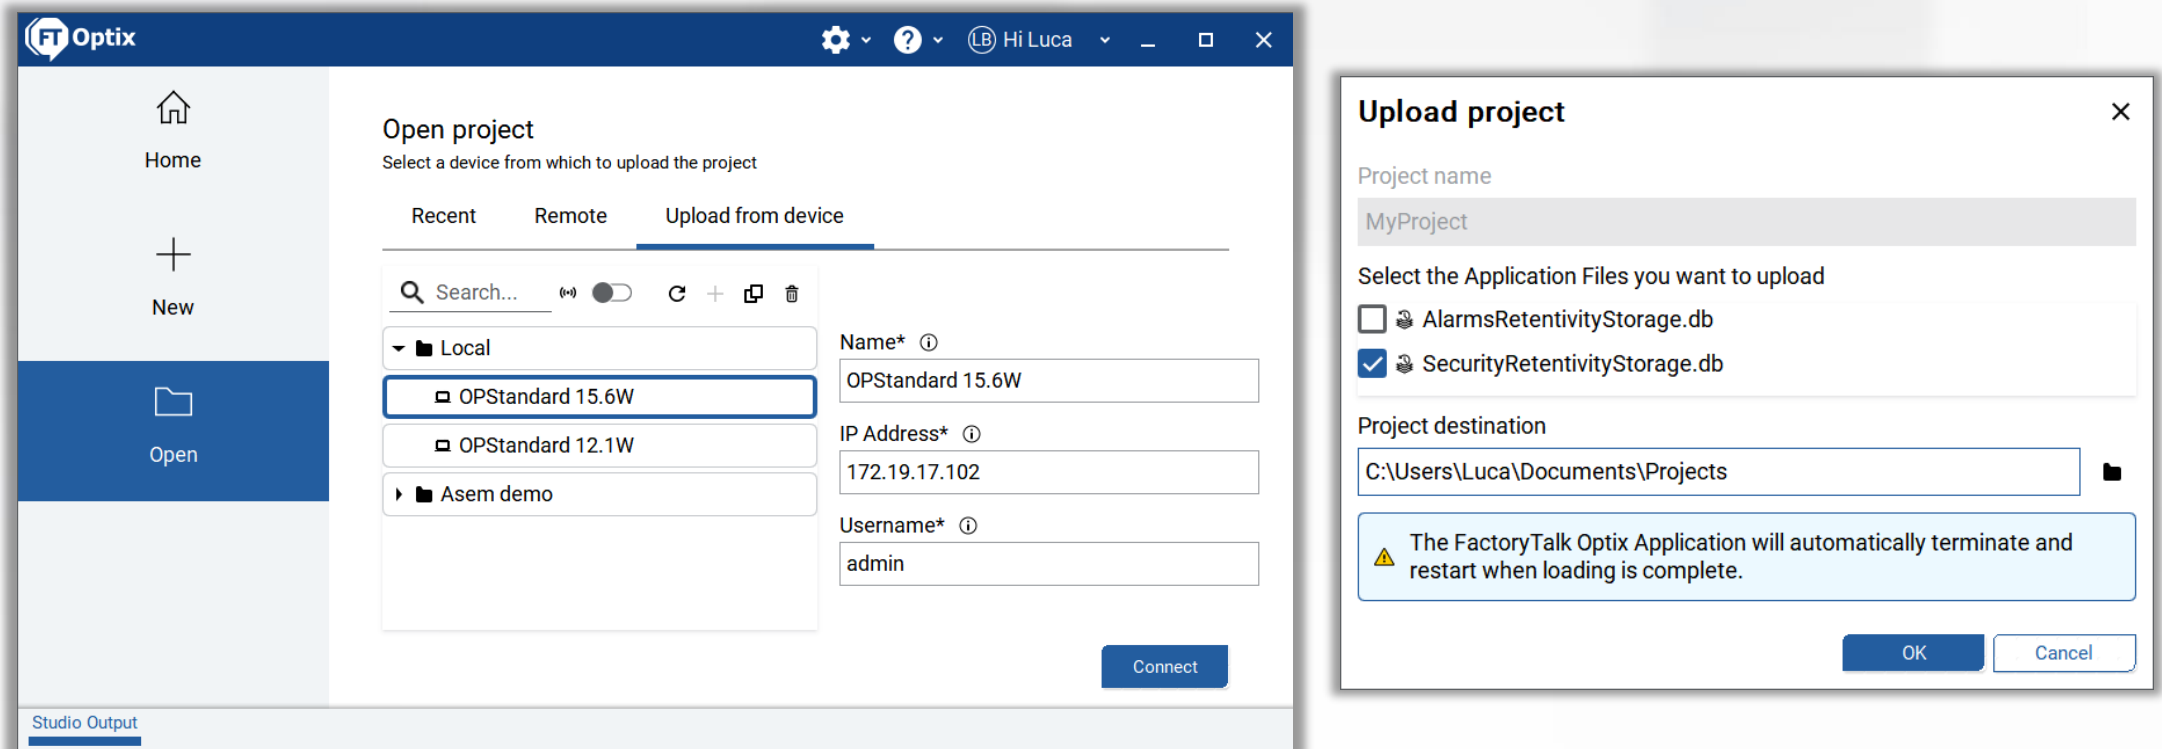 FT Optix
LB Hi Luca
Home
New
Open
Open project
Select a device from which to upload the project
Recent Remote Upload from device
Search...
Local
OPStandard 15.6W
OPStandard 12.1W
Asem demo
Name*
OPStandard 15.6W
IP Address*
172.19.17.102
Username*
admin
Connect
Studio Output
Upload project
Project name
MyProject
Select the Application Files you want to upload
AlarmsRetentivityStorage.db
SecurityRetentivityStorage.db
Project destination
C:\Users\Luca\Documents\Projects
The FactoryTalk Optix Application will automatically terminate and
restart when loading is complete.
OK Cancel